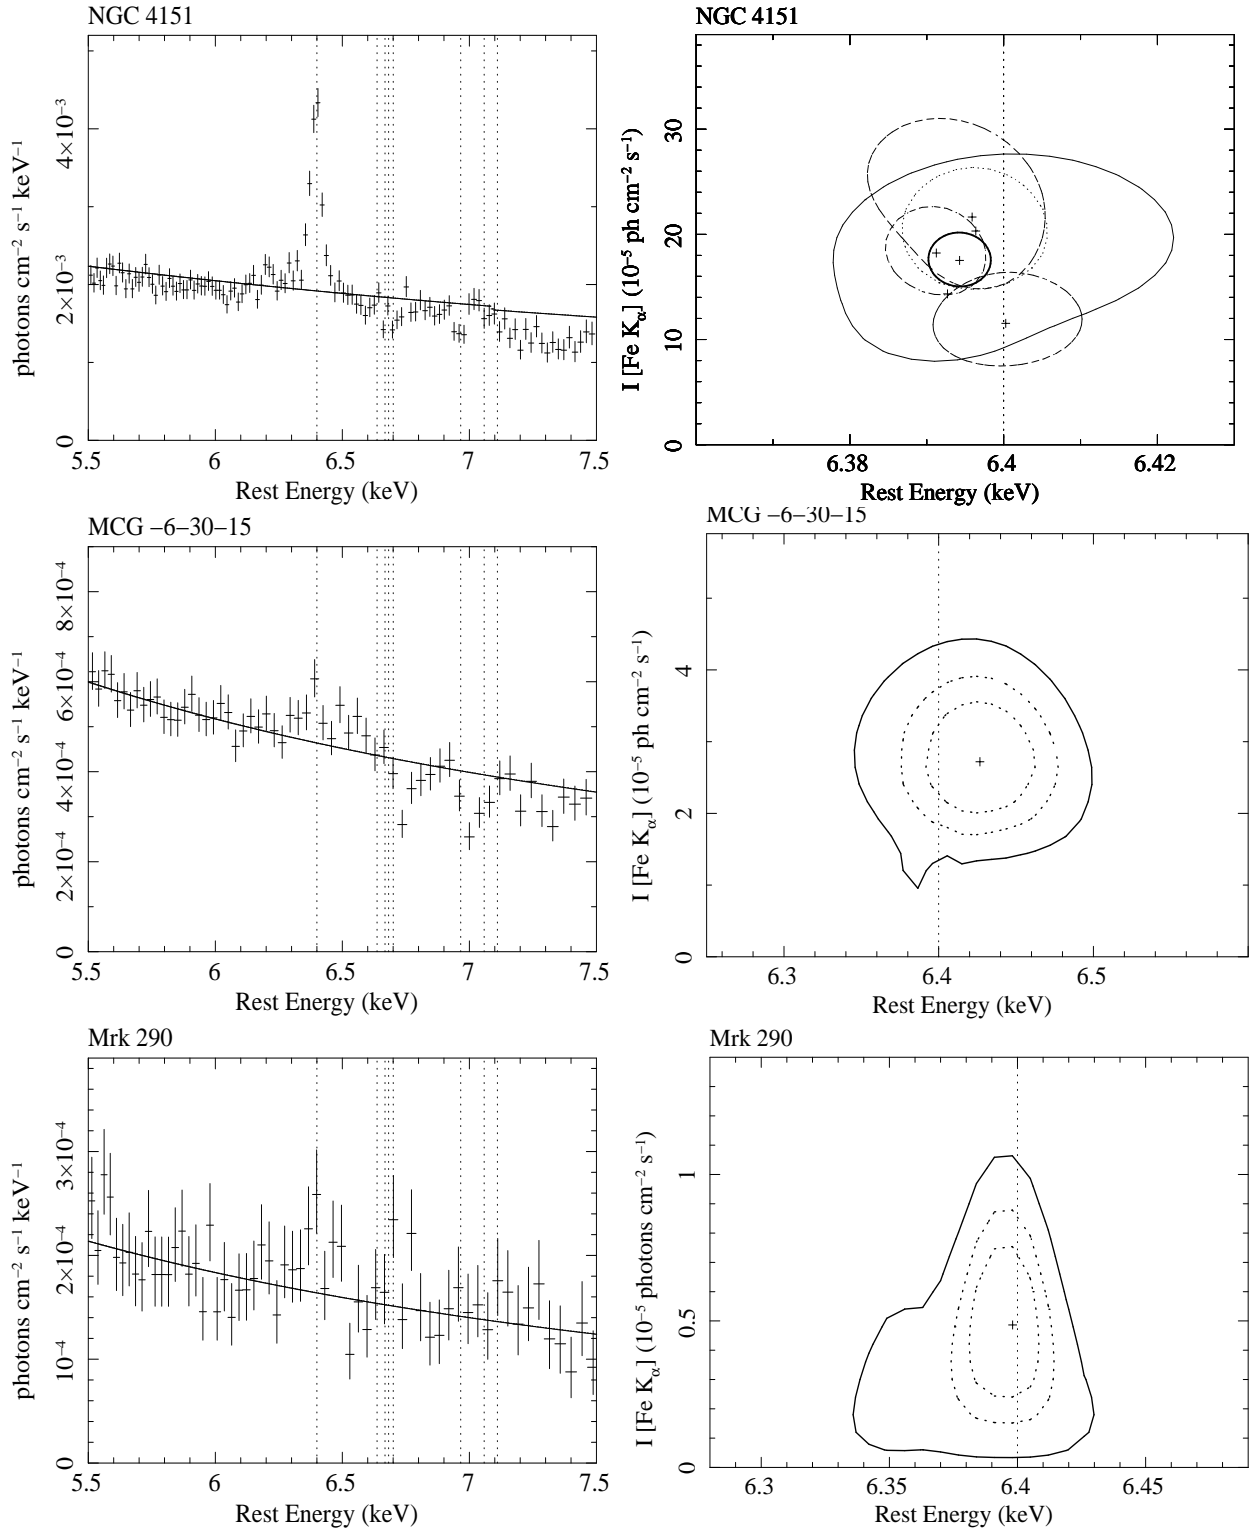 NGC 4151
photons cm⁻² s⁻¹ keV⁻¹
4×10⁻³
2×10⁻³
0
5.5 6 6.5 7 7.5
Rest Energy (keV)
NGC 4151
I [Fe Kα] (10⁻⁵ ph cm⁻² s⁻¹)
30
20
10
0
6.38 6.4 6.42
Rest Energy (keV)
MCG −6−30−15
photons cm⁻² s⁻¹ keV⁻¹
8×10⁻⁴
6×10⁻⁴
4×10⁻⁴
2×10⁻⁴
0
5.5 6 6.5 7 7.5
Rest Energy (keV)
MCG −6−30−15
I [Fe Kα] (10⁻⁵ ph cm⁻² s⁻¹)
4
2
0
6.3 6.4 6.5
Rest Energy (keV)
Mrk 290
photons cm⁻² s⁻¹ keV⁻¹
3×10⁻⁴
2×10⁻⁴
10⁻⁴
0
5.5 6 6.5 7 7.5
Rest Energy (keV)
Mrk 290
I [Fe Kα] (10⁻⁵ photons cm⁻² s⁻¹)
1
0.5
0
6.3 6.35 6.4 6.45
Rest Energy (keV)